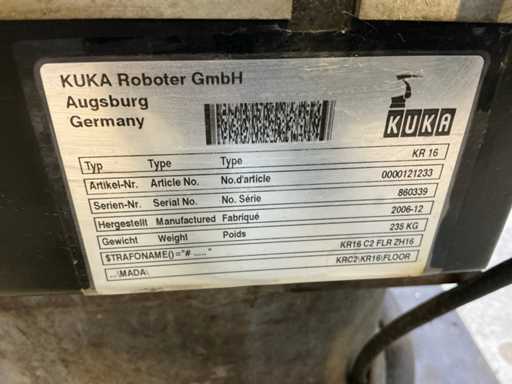 KUKA Roboter GmbH
Augsburg
Germany
KUKA
Typ Type Type KR 16
Artikel-Nr. Article No. No.d'article 0000121233
Serien-Nr. Serial No. No. Série 860339
Hergestellt Manufactured Fabriqué 2006-12
Gewicht Weight Poids 235 KG
$TRAFONAME()="# ....." KR16 C2 FLR ZH16
...\MADA\ KRC2\KR16\FLOOR